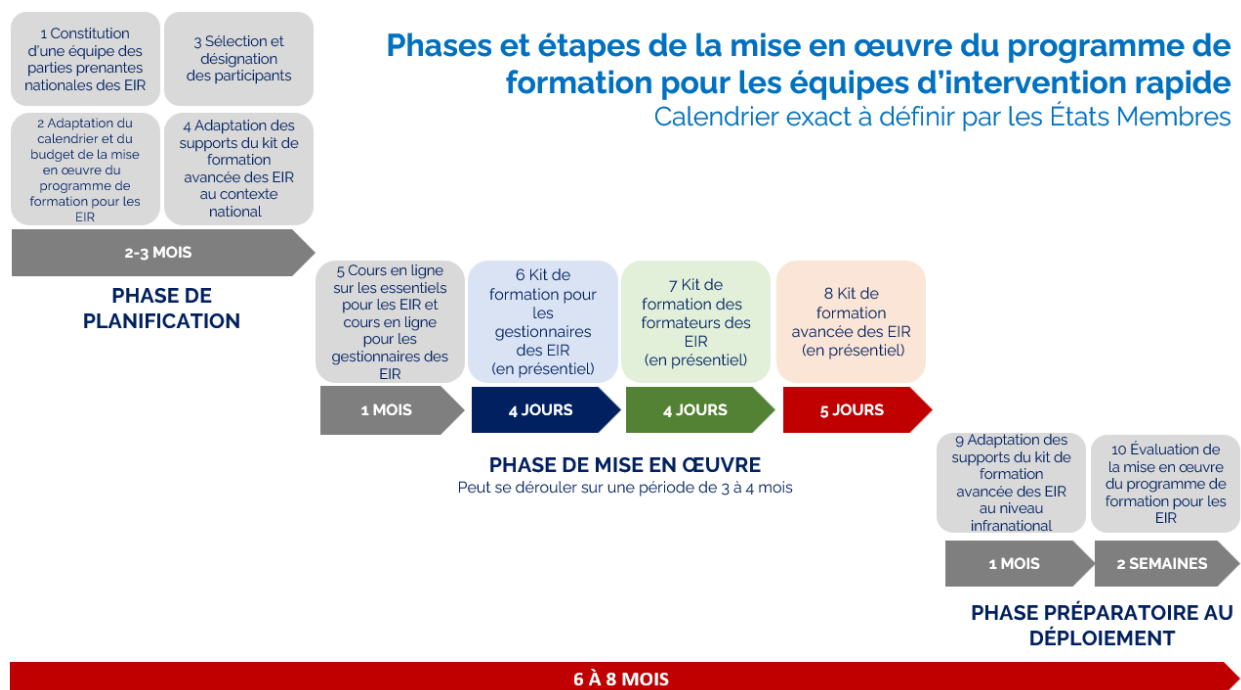 Phases et étapes de la mise en œuvre du programme de
formation pour les équipes d'intervention rapide
Calendrier exact à définir par les États Membres
1 Constitution
d'une équipe des
parties prenantes
nationales des EIR
3 Sélection et
désignation
des participants
2 Adaptation du
calendrier et du
budget de la mise
en œuvre du
programme de
formation pour les
EIR
4 Adaptation des
supports du kit de
formation
avancée des EIR
au contexte
national
2-3 MOIS
PHASE DE
PLANIFICATION
5 Cours en ligne
sur les essentiels
pour les EIR et
cours en ligne
pour les
gestionnaires des
EIR
6 Kit de
formation pour
les
gestionnaires
des EIR
(en présentiel)
7 Kit de
formation des
formateurs des
EIR
(en présentiel)
8 Kit de
formation
avancée des EIR
(en présentiel)
1 MOIS
4 JOURS
4 JOURS
5 JOURS
PHASE DE MISE EN ŒUVRE
Peut se dérouler sur une période de 3 à 4 mois
9 Adaptation des
supports du kit de
formation
avancée des EIR
au niveau
infranational
10 Évaluation de
la mise en œuvre
du programme de
formation pour les
EIR
1 MOIS
2 SEMAINES
PHASE PRÉPARATOIRE AU
DÉPLOIEMENT
6 À 8 MOIS